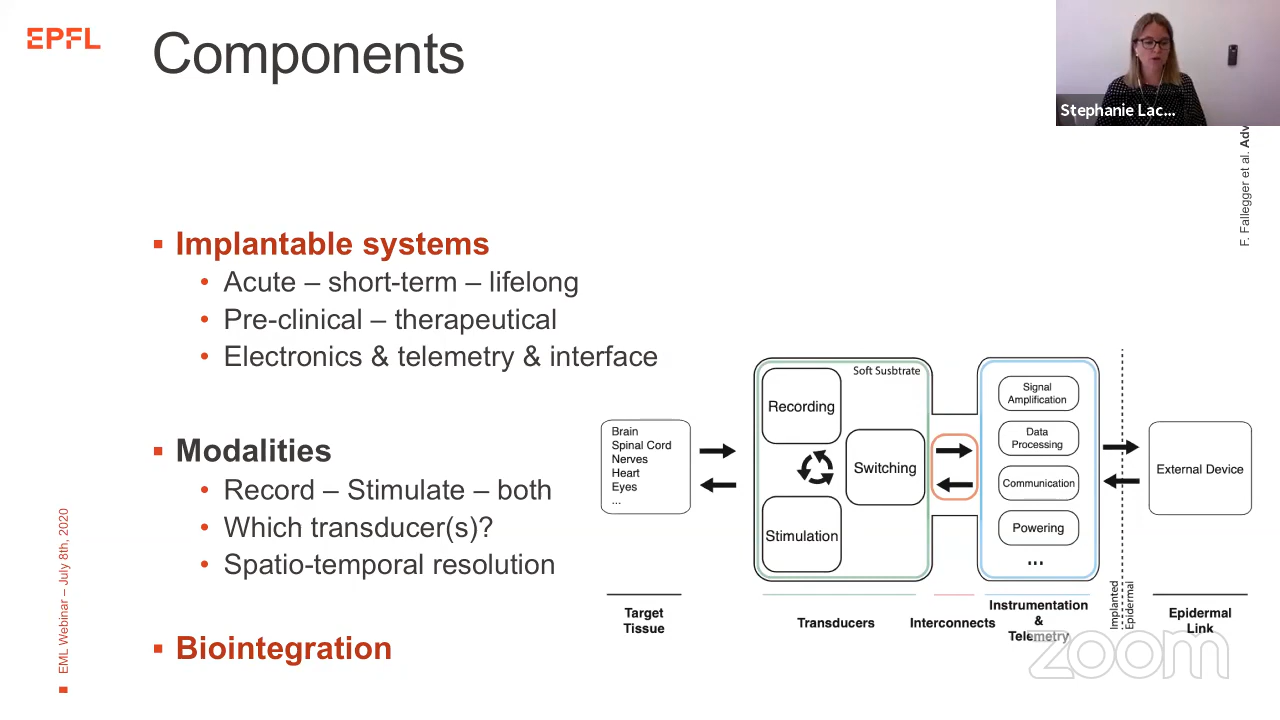 EPFL
Components
Stephanie Lac...
F. Fallegger et al. Adv
▪ Implantable systems
• Acute – short-term – lifelong
• Pre-clinical – therapeutical
• Electronics & telemetry & interface
▪ Modalities
• Record – Stimulate – both
• Which transducer(s)?
• Spatio-temporal resolution
▪ Biointegration
Brain
Spinal Cord
Nerves
Heart
Eyes
...
Target
Tissue
Soft Susbtrate
Recording
Switching
Stimulation
Transducers
Interconnects
Signal
Amplification
Data
Processing
Communication
Powering
...
Instrumentation
&
Telemetry
Implanted
Epidermal
External Device
Epidermal
Link
EML Webinar – July 8th, 2020
zoom